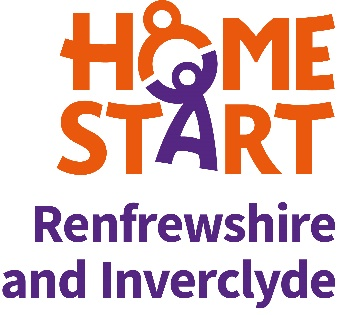 HOME
START
Renfrewshire
and Inverclyde